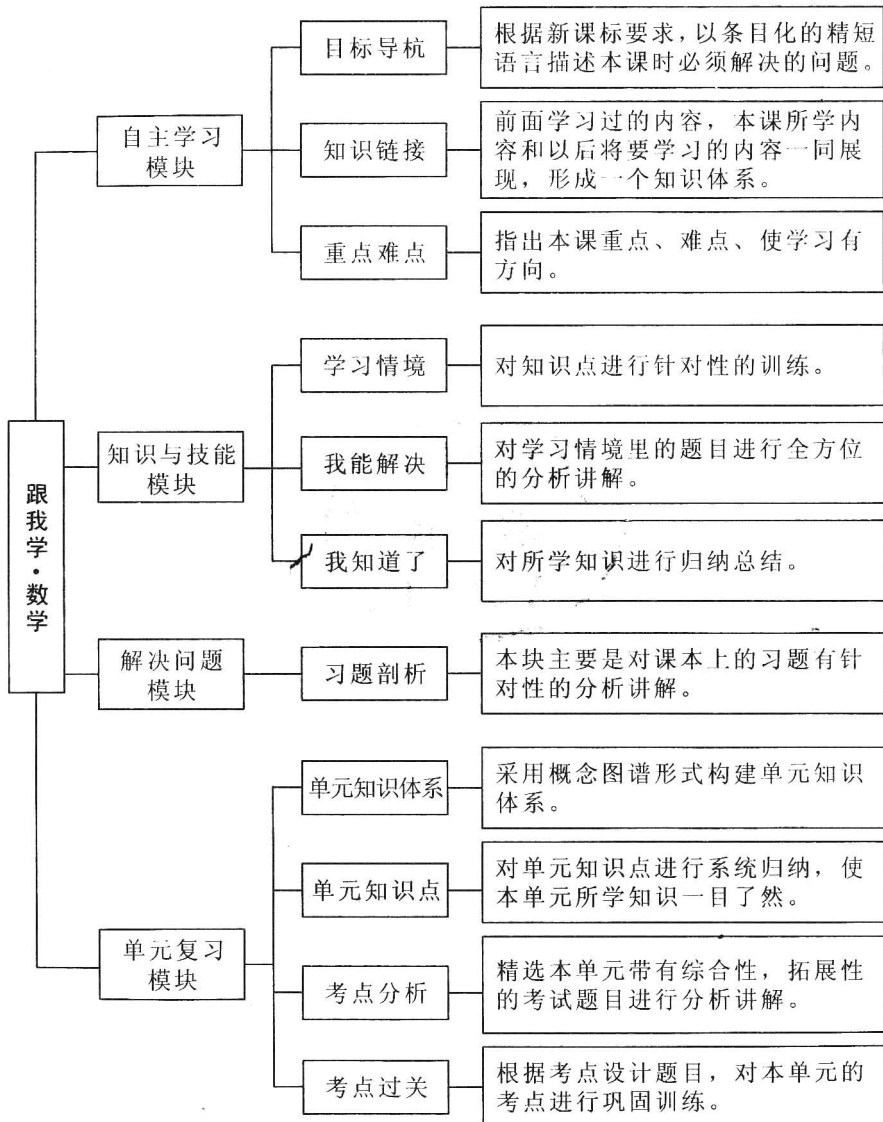 跟我学·数学
自主学习
模块
目标导杭
根据新课标要求,以条目化的精短
语言描述本课时必须解决的问题。
知识链接
前面学习过的内容，本课所学内
容和以后将要学习的内容一同展
现，形成一个知识体系。
重点难点
指出本课重点、难点、使学习有
方向。
知识与技能
模块
学习情境
对知识点进行针对性的训练。
我能解决
对学习情境里的题目进行全方位
的分析讲解。
我知道了
对所学知识进行归纳总结。
解决问题
模块
习题剖析
本块主要是对课本上的习题有针
对性的分析讲解。
单元复习
模块
单元知识体系
采用概念图谱形式构建单元知识
体系。
单元知识点
对单元知识点进行系统归纳，使
本单元所学知识一目了然。
考点分析
精选本单元带有综合性，拓展性
的考试题目进行分析讲解。
考点过关
根据考点设计题目，对本单元的
考点进行巩固训练。